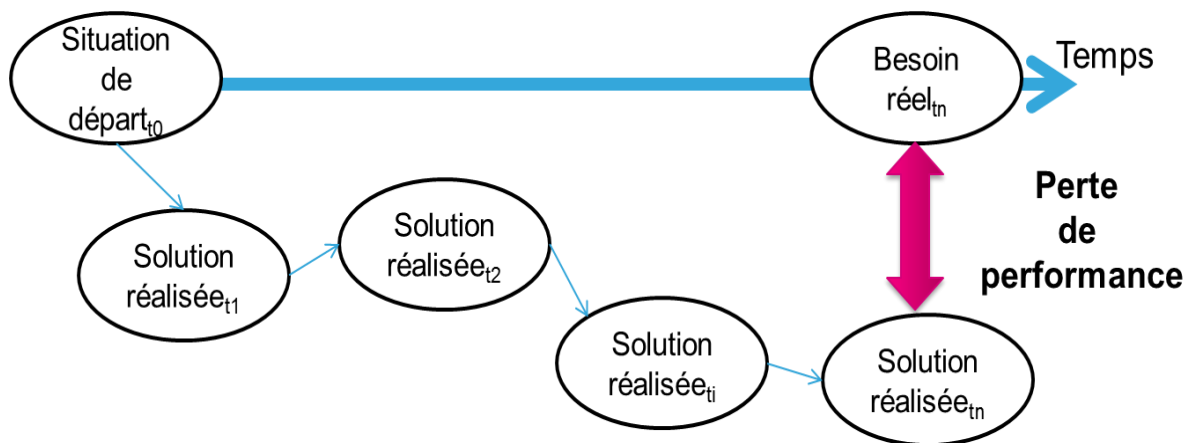 Situation
de
départt0
Besoin
réeltn
Temps
Solution
réaliséet1
Solution
réaliséet2
Solution
réaliséeti
Solution
réaliséetn
Perte
de
performance